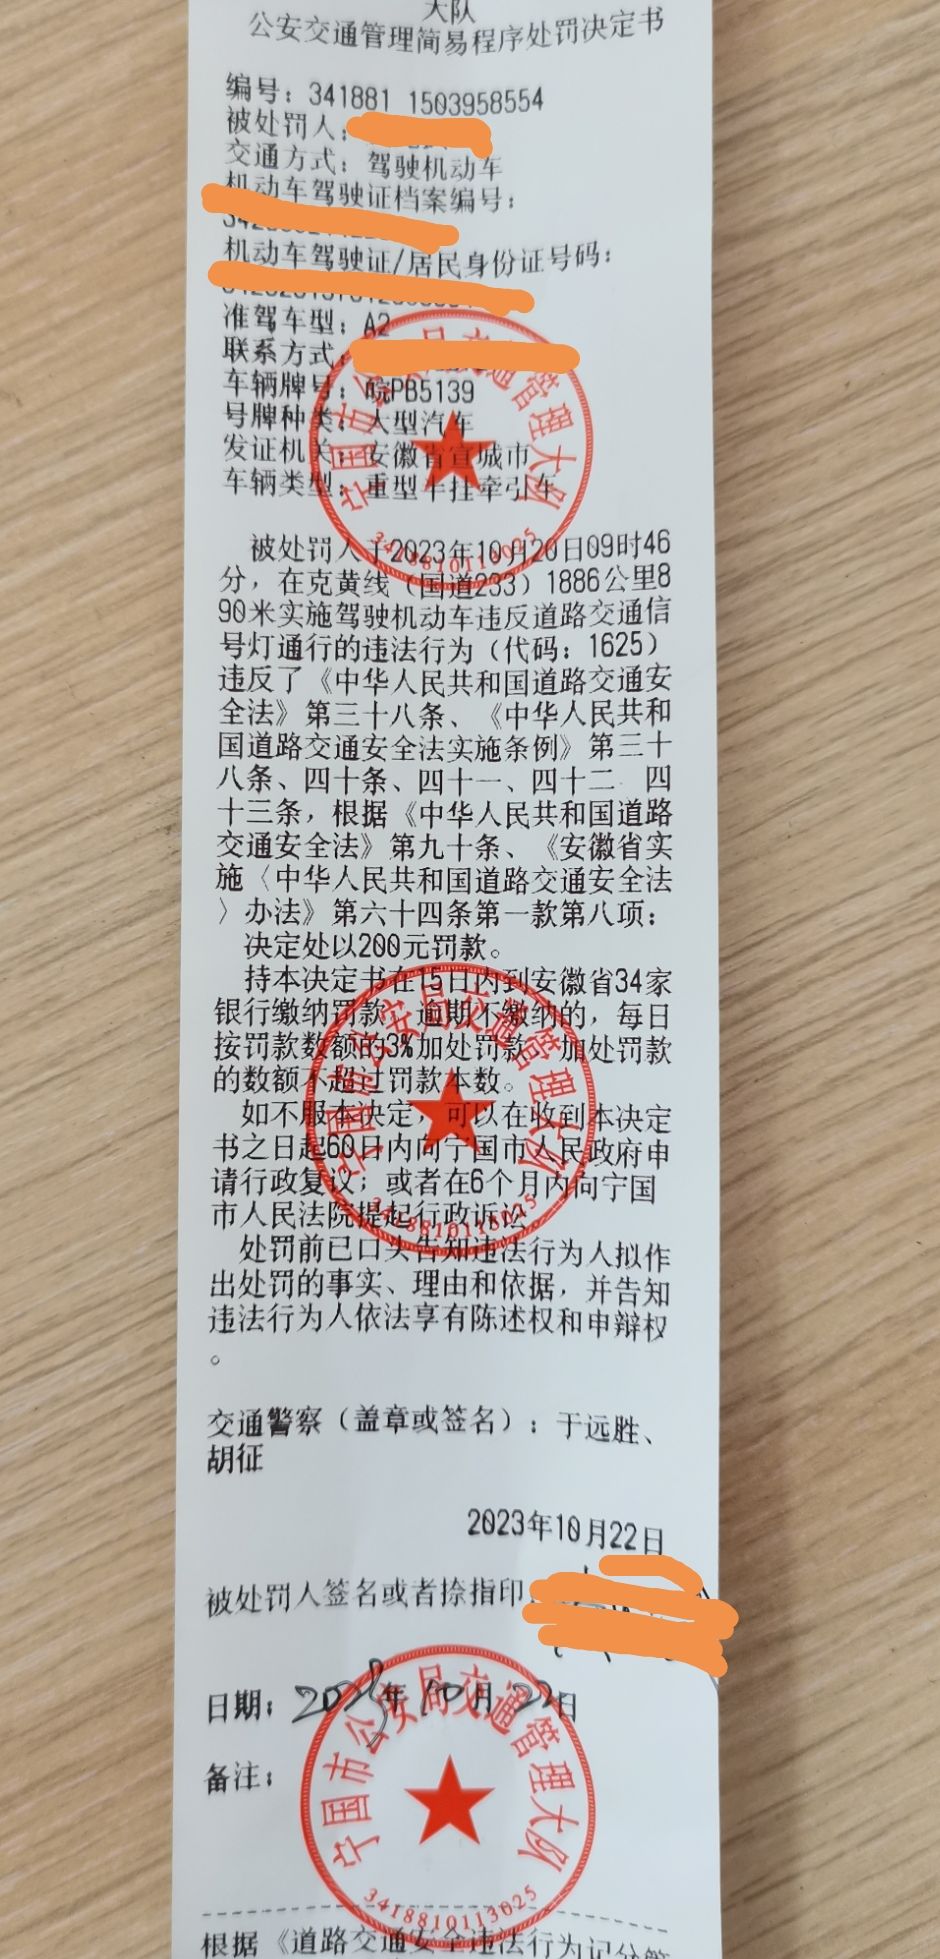 大队
公安交通管理简易程序处罚决定书
编号：341881 1503958554
被处罚人：
交通方式：驾驶机动车
机动车驾驶证档案编号：
机动车驾驶证/居民身份证号码：
准驾车型：A2
联系方式：
车辆牌号：皖PB5139
号牌种类：大型汽车
发证机关：安徽省宣城市
车辆类型：重型半挂牵引车
被处罚人于2023年10月20日09时46
分，在克黄线（国道233）1886公里8
90米实施驾驶机动车违反道路交通信
号灯通行的违法行为（代码：1625）
违反了《中华人民共和国道路交通安
全法》第三十八条、《中华人民共和
国道路交通安全法实施条例》第三十
八条、四十条、四十一、四十二 四
十三条，根据《中华人民共和国道路
交通安全法》第九十条、《安徽省实
施〈中华人民共和国道路交通安全法
〉办法》第六十四条第一款第八项：
决定处以200元罚款。
持本决定书在15日内到安徽省34家
银行缴纳罚款，逾期不缴纳的，每日
按罚款数额的3%加处罚款，加处罚款
的数额不超过罚款本数。
如不服本决定，可以在收到本决定
书之日起60日内向宁国市人民政府申
请行政复议；或者在6个月内向宁国
市人民法院提起行政诉讼
处罚前已口头告知违法行为人拟作
出处罚的事实、理由和依据，并告知
违法行为人依法享有陈述权和申辩权
。
交通警察（盖章或签名）：于远胜、
胡征
2023年10月22日
被处罚人签名或者捺指印
日期：2023年10月22日
备注：
宁国市公安局交通管理大队
3418810113025
根据《道路交通安全违法行为记分管